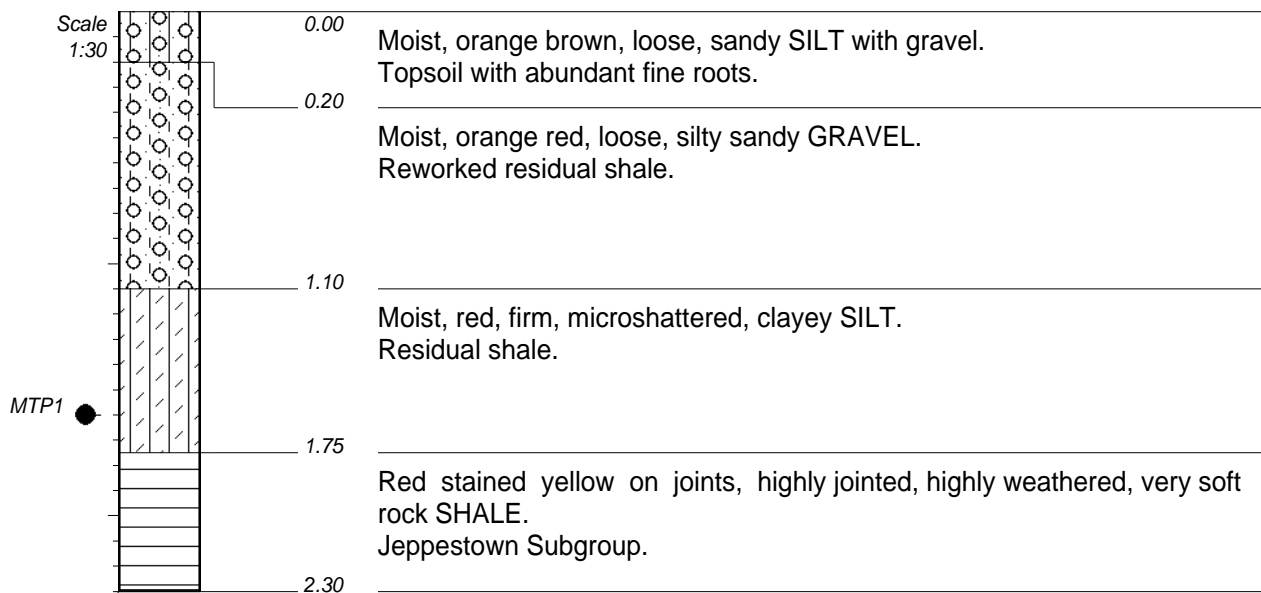 Scale
1:30
0.00
Moist, orange brown, loose, sandy SILT with gravel.
Topsoil with abundant fine roots.
0.20
Moist, orange red, loose, silty sandy GRAVEL.
Reworked residual shale.
1.10
Moist, red, firm, microshattered, clayey SILT.
Residual shale.
MTP1
1.75
Red stained yellow on joints, highly jointed, highly weathered, very soft
rock SHALE.
Jeppestown Subgroup.
2.30